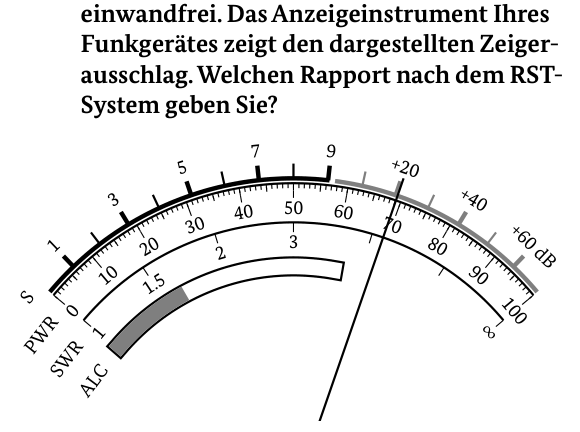 einwandfrei. Das Anzeigeinstrument Ihres
Funkgerätes zeigt den dargestellten Zeiger-
ausschlag. Welchen Rapport nach dem RST-
System geben Sie?
S 1 3 5 7 9 +20 +40 +60 dB
PWR 0 10 20 30 40 50 60 70 80 90 100
SWR 1 1.5 2 3 ∞
ALC